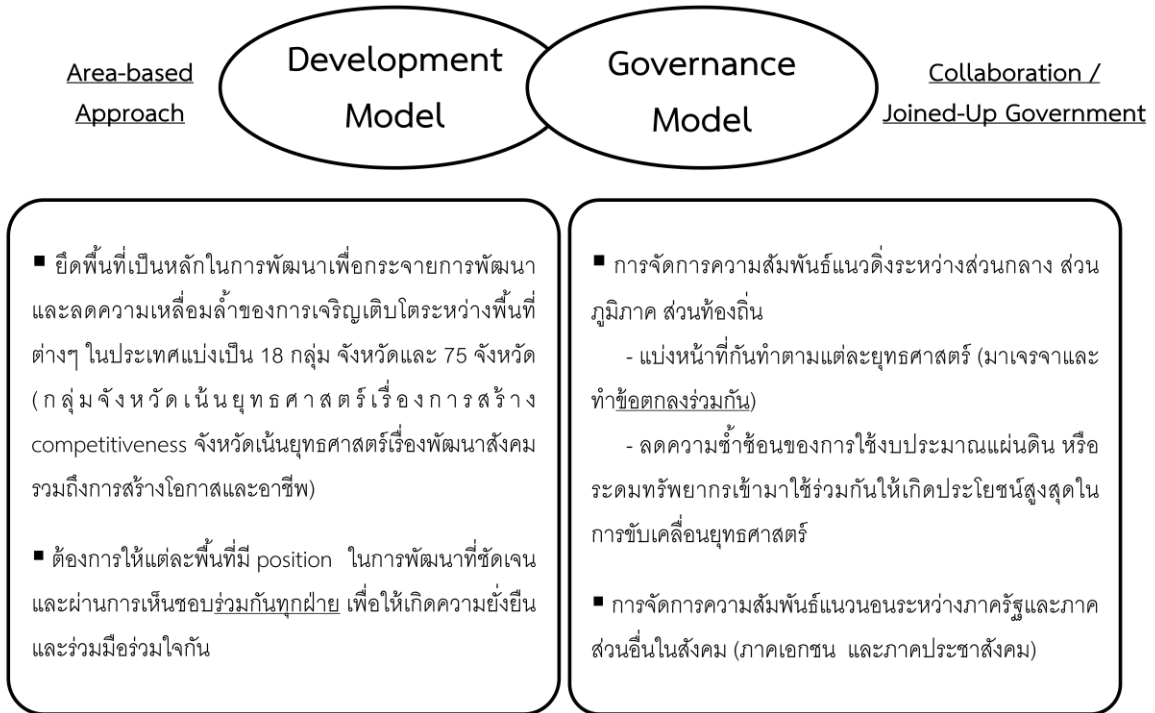 Area-based
Approach
Development
Model
Governance
Model
Collaboration /
Joined-Up Government
▪ ยึดพื้นที่เป็นหลักในการพัฒนาเพื่อกระจายการพัฒนา
และลดความเหลื่อมล้ำของการเจริญเติบโตระหว่างพื้นที่
ต่างๆ ในประเทศแบ่งเป็น 18 กลุ่ม จังหวัดและ 75 จังหวัด
(กลุ่มจังหวัดเน้นยุทธศาสตร์เรื่องการสร้าง
competitiveness จังหวัดเน้นยุทธศาสตร์เรื่องพัฒนาสังคม
รวมถึงการสร้างโอกาสและอาชีพ)
▪ ต้องการให้แต่ละพื้นที่มี position ในการพัฒนาที่ชัดเจน
และผ่านการเห็นชอบร่วมกันทุกฝ่าย เพื่อให้เกิดความยั่งยืน
และร่วมมือร่วมใจกัน
▪ การจัดการความสัมพันธ์แนวดิ่งระหว่างส่วนกลาง ส่วน
ภูมิภาค ส่วนท้องถิ่น
- แบ่งหน้าที่กันทำตามแต่ละยุทธศาสตร์ (มาเจรจาและ
ทำข้อตกลงร่วมกัน)
- ลดความซ้ำซ้อนของการใช้งบประมาณแผ่นดิน หรือ
ระดมทรัพยากรเข้ามาใช้ร่วมกันให้เกิดประโยชน์สูงสุดใน
การขับเคลื่อนยุทธศาสตร์
▪ การจัดการความสัมพันธ์แนวนอนระหว่างภาครัฐและภาค
ส่วนอื่นในสังคม (ภาคเอกชน และภาคประชาสังคม)